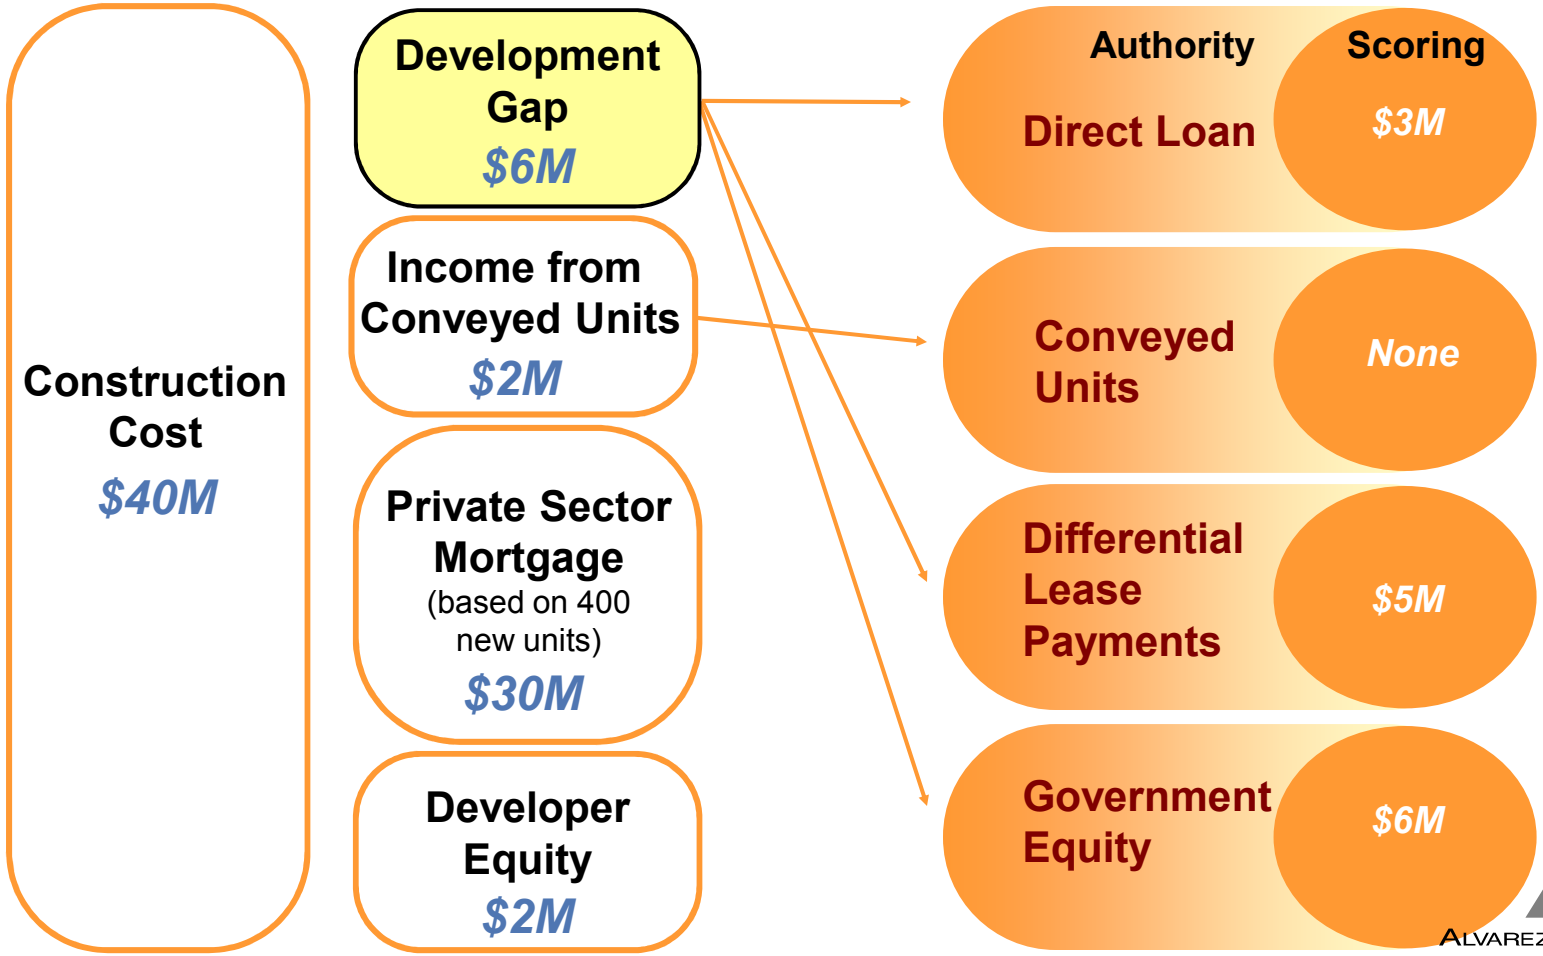 Construction
Cost
$40M
Development
Gap
$6M
Income from
Conveyed Units
$2M
Private Sector
Mortgage
(based on 400
new units)
$30M
Developer
Equity
$2M
Authority
Scoring
Direct Loan
$3M
Conveyed
Units
None
Differential
Lease
Payments
$5M
Government
Equity
$6M
ALVAREZ